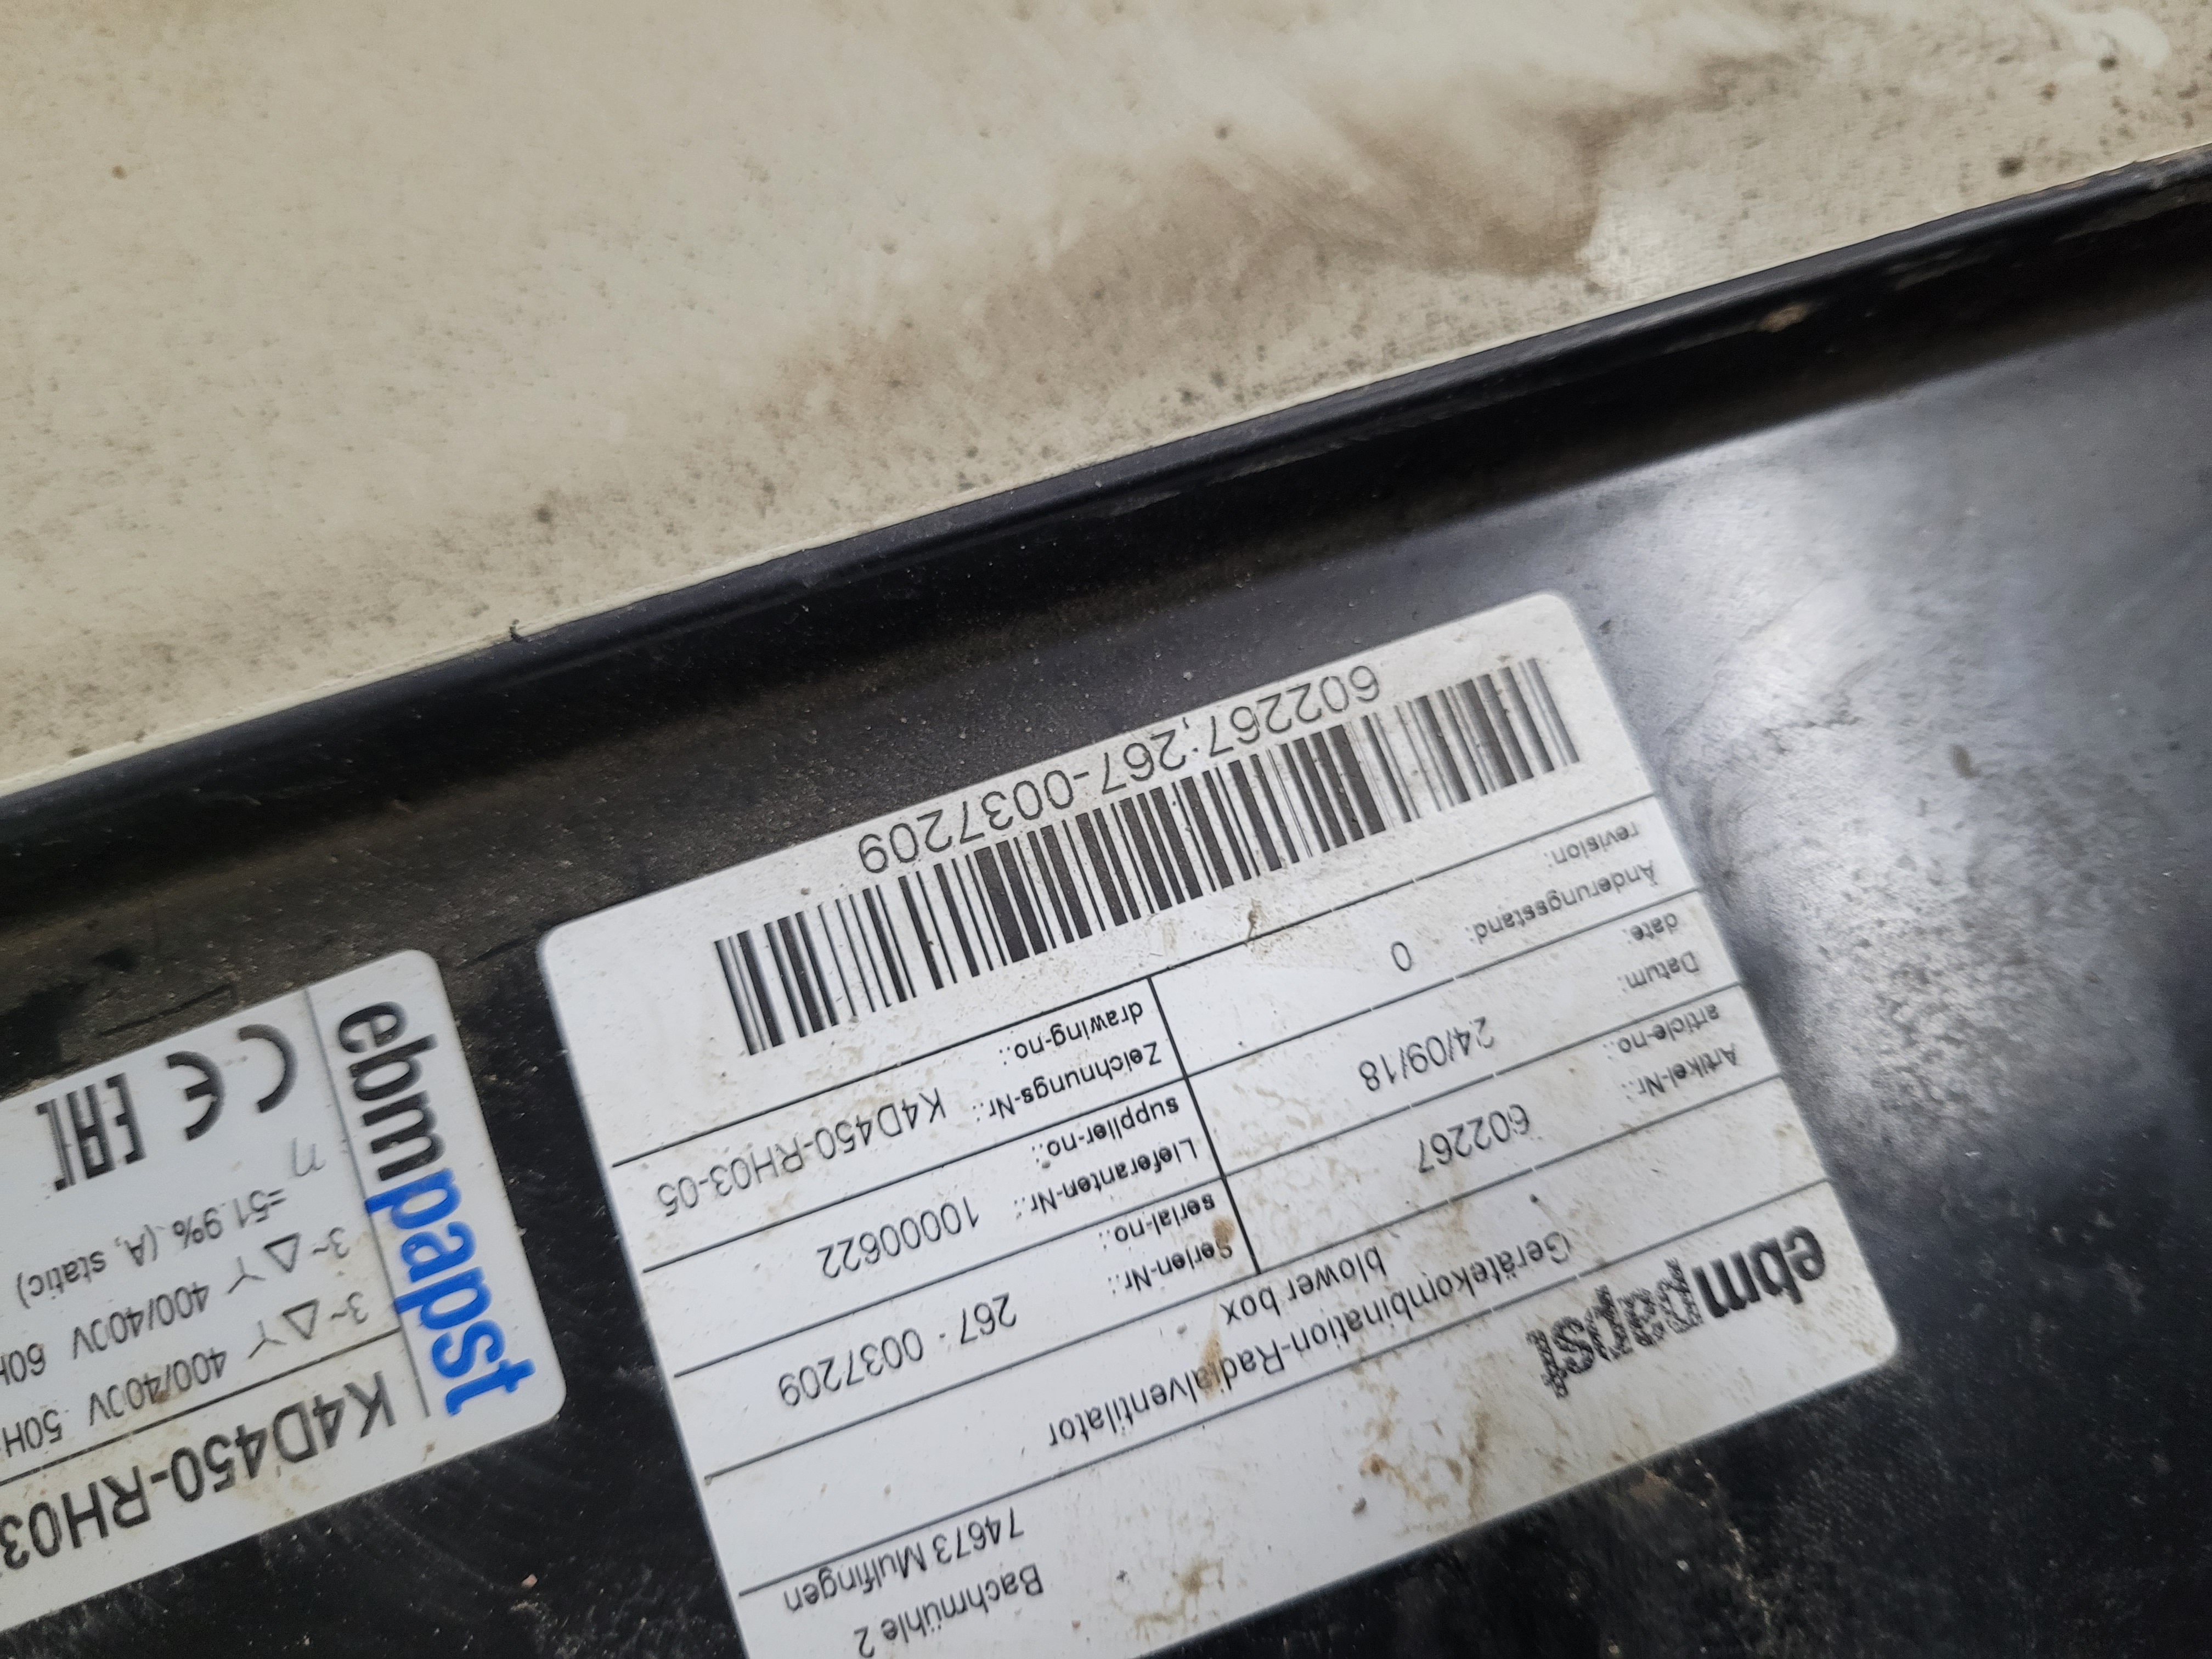 ebmpapst
Bachmühle 2
74673 Mulfingen
Gerätekombination-Radialventilator
blower box
Artikel-Nr.:
article-no.:
602267
Serien-Nr.:
serial-no.:
267 - 0037209
Datum:
date:
24/09/18
Lieferanten-Nr.:
supplier-no.:
10000622
Änderungsstand:
revision:
0
Zeichnungs-Nr.:
drawing-no.:
K4D450-RH03-05
602267;267-0037209
ebmpapst
K4D450-RH03
3~ △ Y 400/400V 50H
3~ △ Y 400/400V 60H
η =51.9% (A, static)
CE EAC